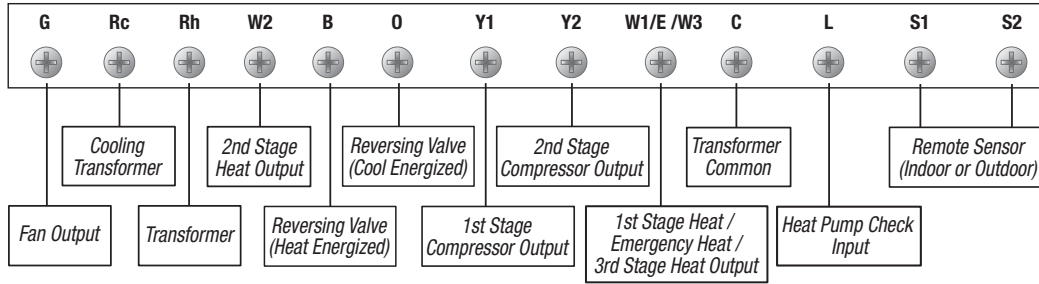 G Rc Rh W2 B O Y1 Y2 W1/E /W3 C L S1 S2
Cooling
Transformer
2nd Stage
Heat Output
Reversing Valve
(Cool Energized)
2nd Stage
Compressor Output
Transformer
Common
Remote Sensor
(Indoor or Outdoor)
Fan Output
Transformer
Reversing Valve
(Heat Energized)
1st Stage
Compressor Output
1st Stage Heat /
Emergency Heat /
3rd Stage Heat Output
Heat Pump Check
Input